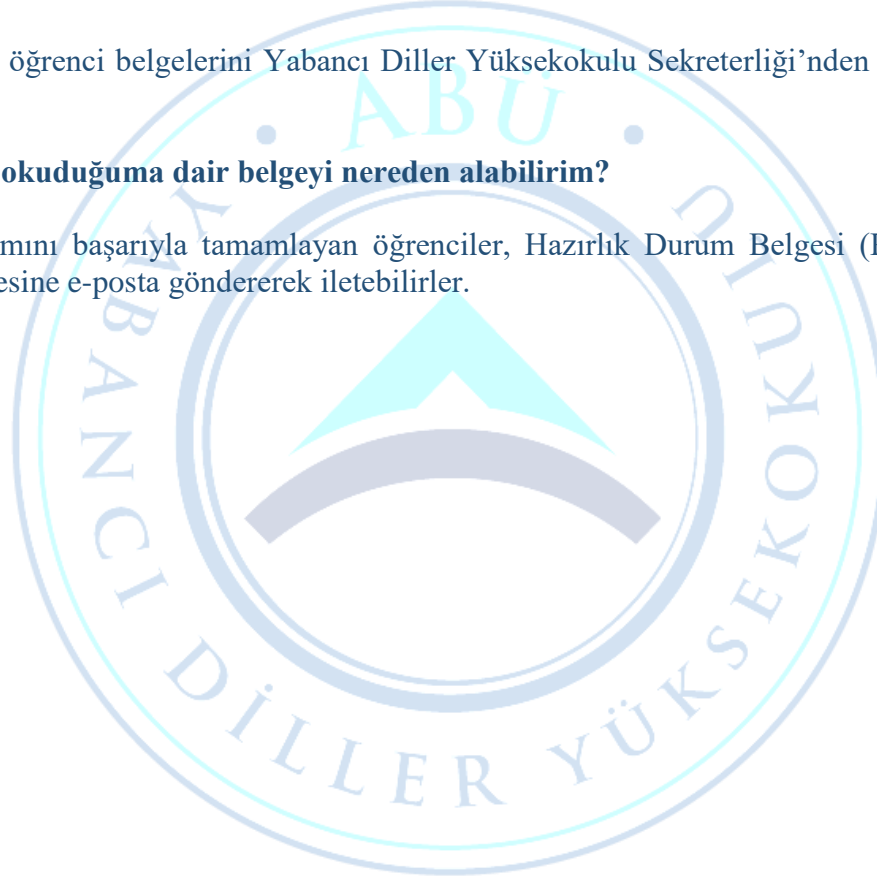 öğrenci belgelerini Yabancı Diller Yüksekokulu Sekreterliği’nden
okuduğuma dair belgeyi nereden alabilirim?
mını başarıyla tamamlayan öğrenciler, Hazırlık Durum Belgesi (
esine e-posta göndererek iletebilirler.
ABÜ
YABANCI DİLLER YÜKSEKOKULU